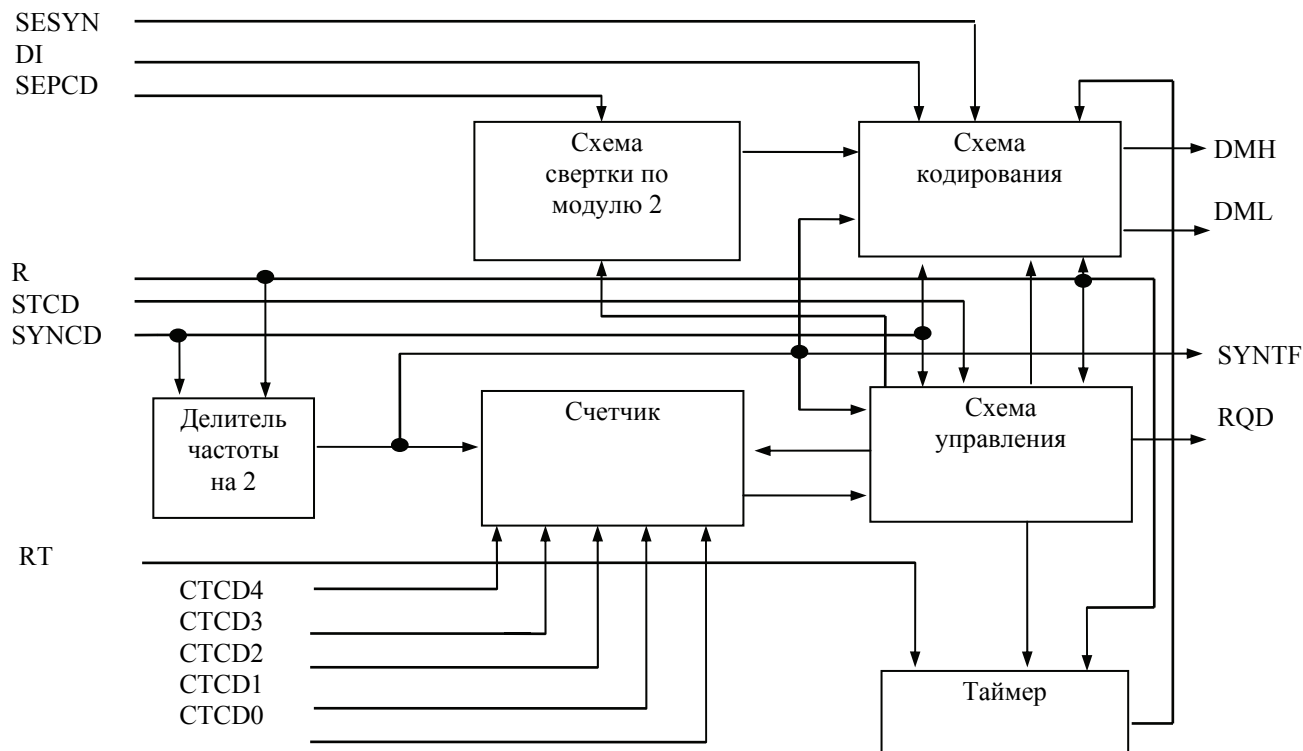 SESYN
DI
SEPCD
Схема
свертки по
модулю 2
Схема
кодирования
DMH
DML
R
STCD
SYNCD
SYNTF
Делитель
частоты
на 2
Счетчик
Схема
управления
RQD
RT
CTCD4
CTCD3
CTCD2
CTCD1
CTCD0
Таймер